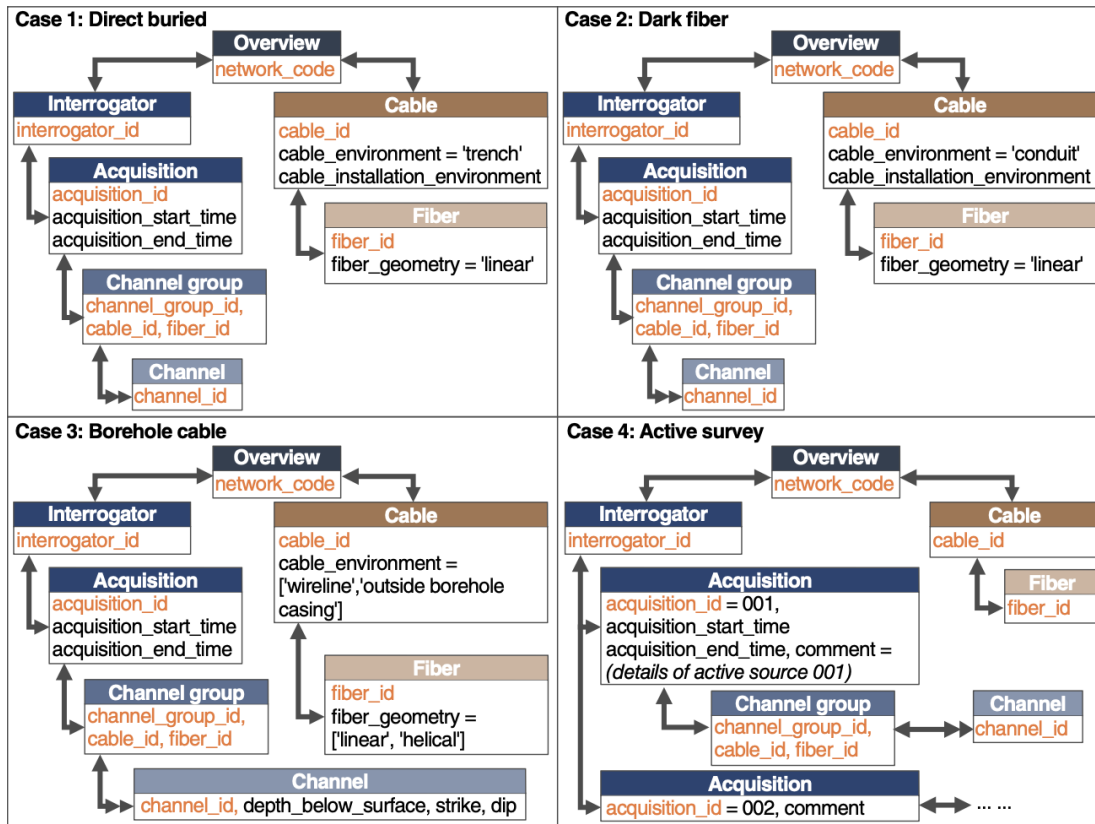 Case 1: Direct buried
Overview
network_code
Interrogator
interrogator_id
Cable
cable_id
cable_environment = 'trench'
cable_installation_environment
Acquisition
acquisition_id
acquisition_start_time
acquisition_end_time
Fiber
fiber_id
fiber_geometry = 'linear'
Channel group
channel_group_id,
cable_id, fiber_id
Channel
channel_id
Case 2: Dark fiber
Overview
network_code
Interrogator
interrogator_id
Cable
cable_id
cable_environment = 'conduit'
cable_installation_environment
Acquisition
acquisition_id
acquisition_start_time
acquisition_end_time
Fiber
fiber_id
fiber_geometry = 'linear'
Channel group
channel_group_id,
cable_id, fiber_id
Channel
channel_id
Case 3: Borehole cable
Overview
network_code
Interrogator
interrogator_id
Cable
cable_id
cable_environment =
['wireline','outside borehole
casing']
Acquisition
acquisition_id
acquisition_start_time
acquisition_end_time
Fiber
fiber_id
fiber_geometry =
['linear', 'helical']
Channel group
channel_group_id,
cable_id, fiber_id
Channel
channel_id, depth_below_surface, strike, dip
Case 4: Active survey
Overview
network_code
Interrogator
interrogator_id
Cable
cable_id
Acquisition
acquisition_id = 001,
acquisition_start_time
acquisition_end_time, comment =
(details of active source 001)
Fiber
fiber_id
Channel group
channel_group_id,
cable_id, fiber_id
Channel
channel_id
Acquisition
acquisition_id = 002, comment
... ...